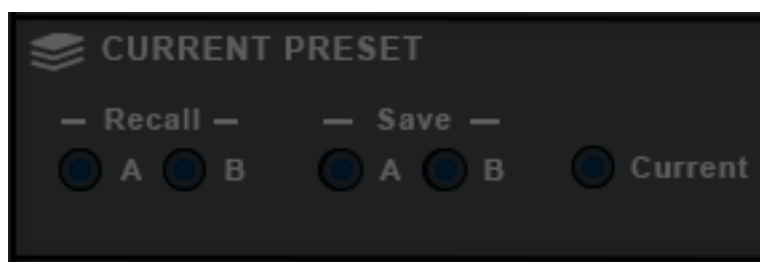 CURRENT PRESET
— Recall — — Save —
A B A B Current